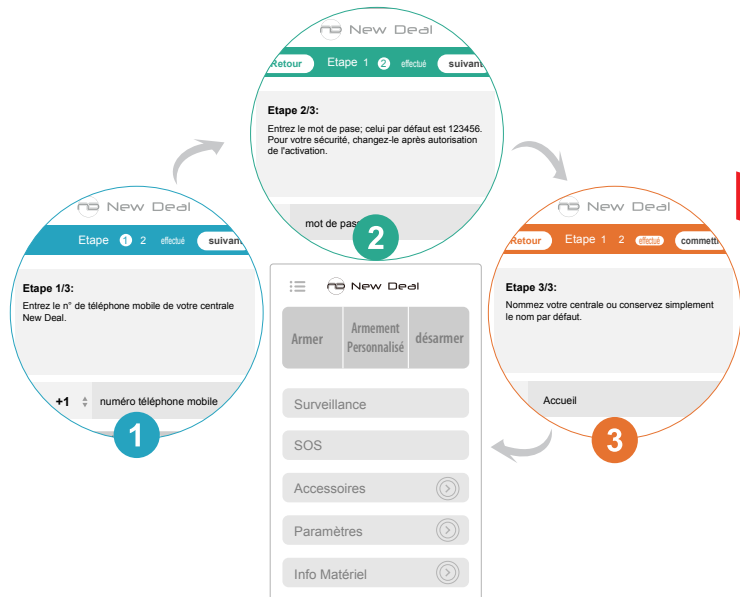 New Deal
Etape 1 2 effectué suivant
Etape 1/3:
Entrez le n° de téléphone mobile de votre centrale
New Deal.
+1 numéro téléphone mobile
1
New Deal
Retour Etape 1 2 effectué suivant
Etape 2/3:
Entrez le mot de pase; celui par défaut est 123456.
Pour votre sécurité, changez-le après autorisation
de l'activation.
mot de pas
2
New Deal
Retour Etape 1 2 effectué commett
Etape 3/3:
Nommez votre centrale ou conservez simplement
le nom par défaut.
Accueil
3
New Deal
Armer
Armement
Personnalisé
désarmer
Surveillance
SOS
Accessoires
Paramètres
Info Matériel